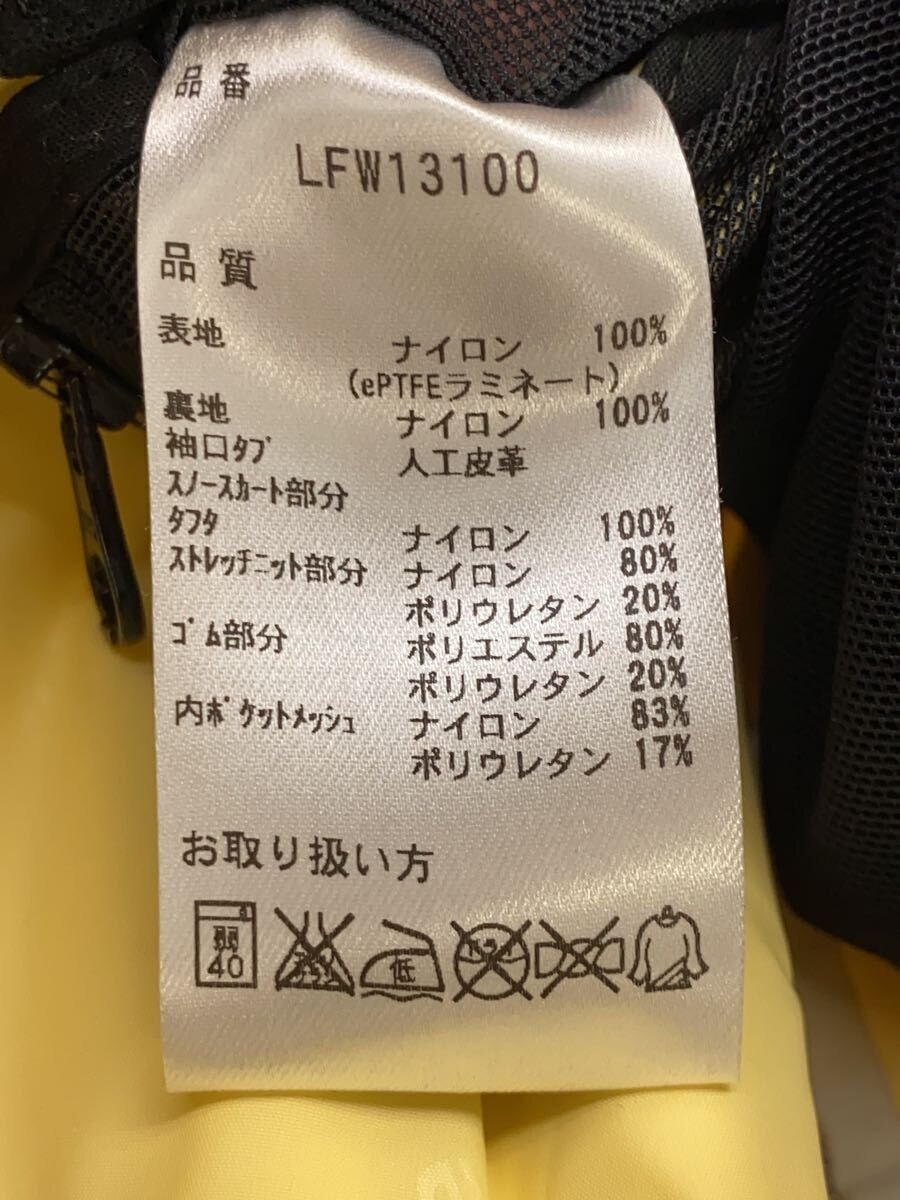 品番
LFW13100
品質
表地 ナイロン 100%
(ePTFEラミネート)
裏地 ナイロン 100%
袖口タブ 人工皮革
スノースカート部分
タフタ ナイロン 100%
ストレッチニット部分 ナイロン 80%
ポリウレタン 20%
ゴム部分 ポリエステル 80%
ポリウレタン 20%
内ポケットメッシュ ナイロン 83%
ポリウレタン 17%
お取り扱い方
弱
40
低